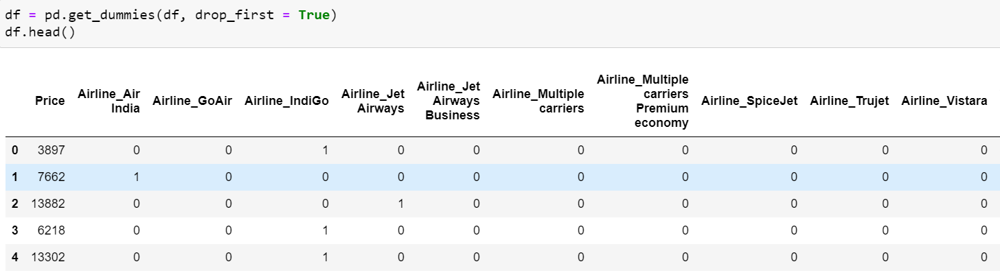 df = pd.get_dummies(df, drop_first = True)
df.head()
Price Airline_Air India Airline_GoAir Airline_IndiGo Airline_Jet Airways Airline_Jet Airways Business Airline_Multiple carriers Airline_Multiple carriers Premium economy Airline_SpiceJet Airline_Trujet Airline_Vistara
0 3897 0 0 1 0 0 0 0 0 0 0
1 7662 1 0 0 0 0 0 0 0 0 0
2 13882 0 0 0 1 0 0 0 0 0 0
3 6218 0 0 1 0 0 0 0 0 0 0
4 13302 0 0 1 0 0 0 0 0 0 0